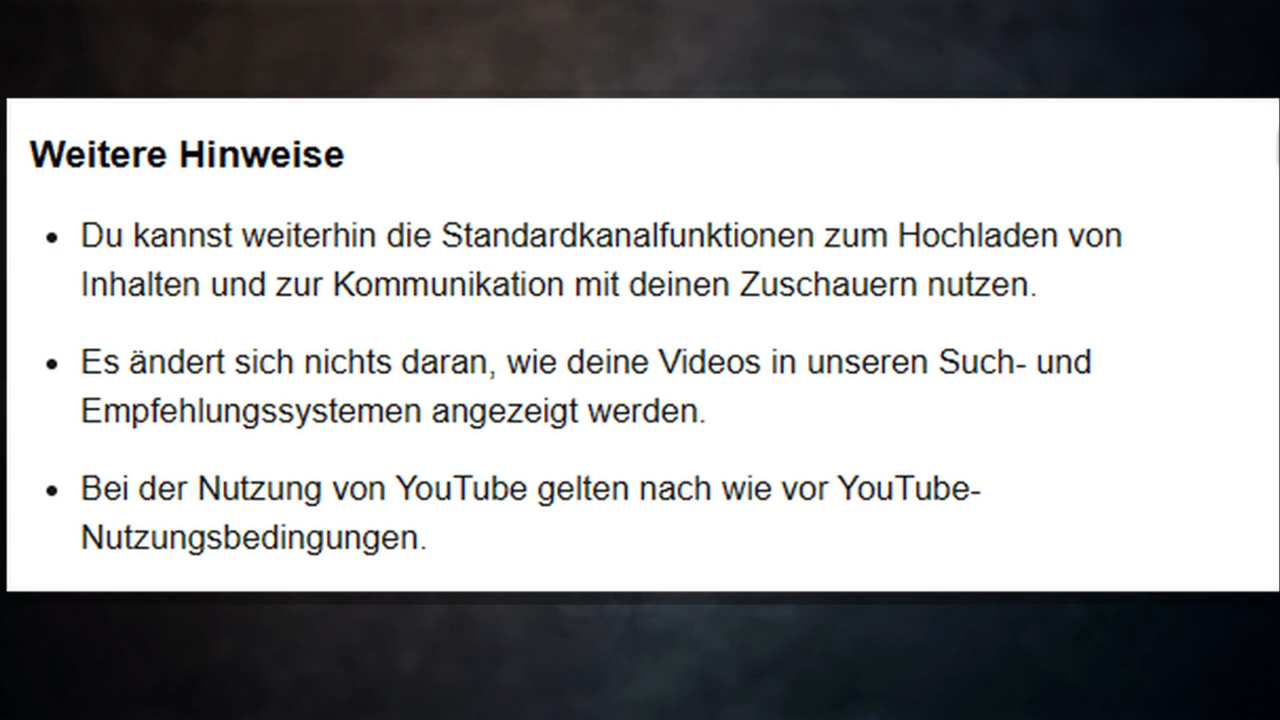 Weitere Hinweise
Du kannst weiterhin die Standardkanalfunktionen zum Hochladen von
Inhalten und zur Kommunikation mit deinen Zuschauern nutzen.
Es ändert sich nichts daran, wie deine Videos in unseren Such- und
Empfehlungssystemen angezeigt werden.
Bei der Nutzung von YouTube gelten nach wie vor YouTube-
Nutzungsbedingungen.